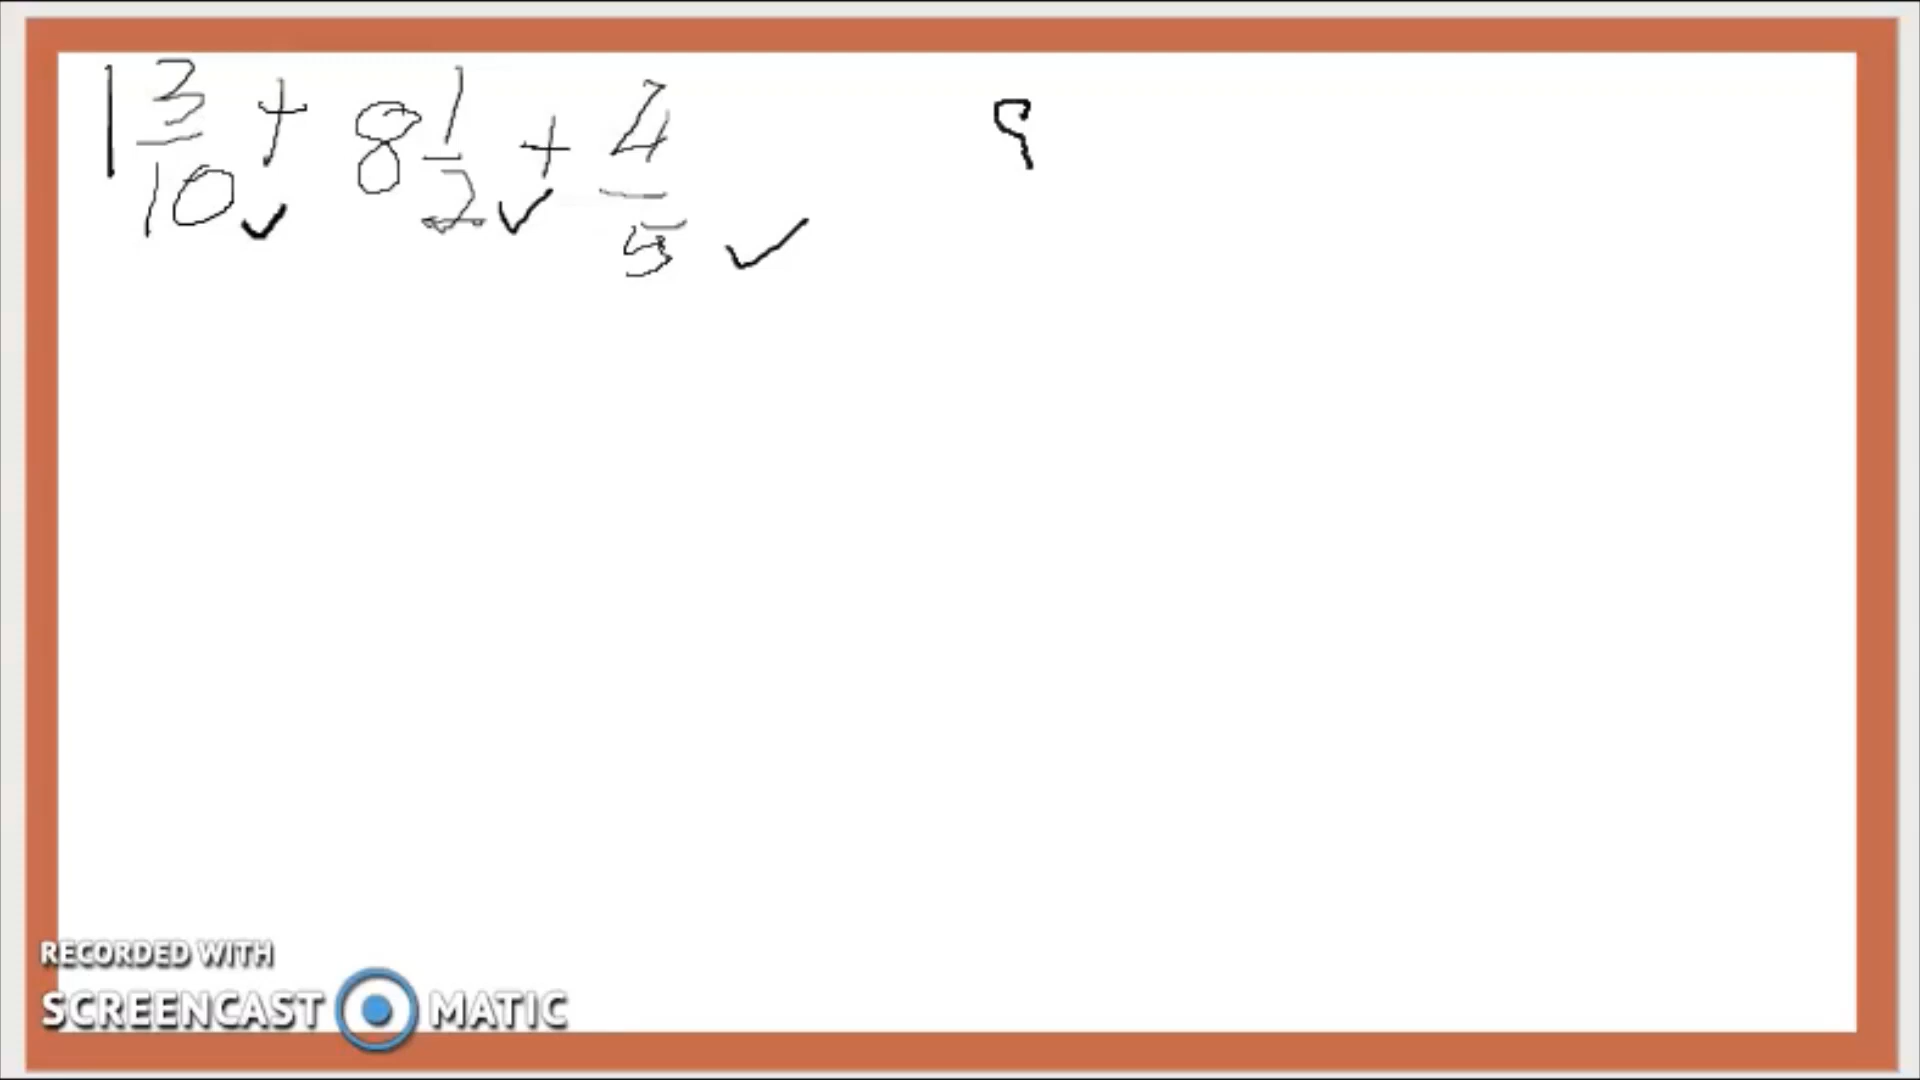 1 3/10 + 8 1/2 + 4/5 9
RECORDED WITH
SCREENCAST MATIC